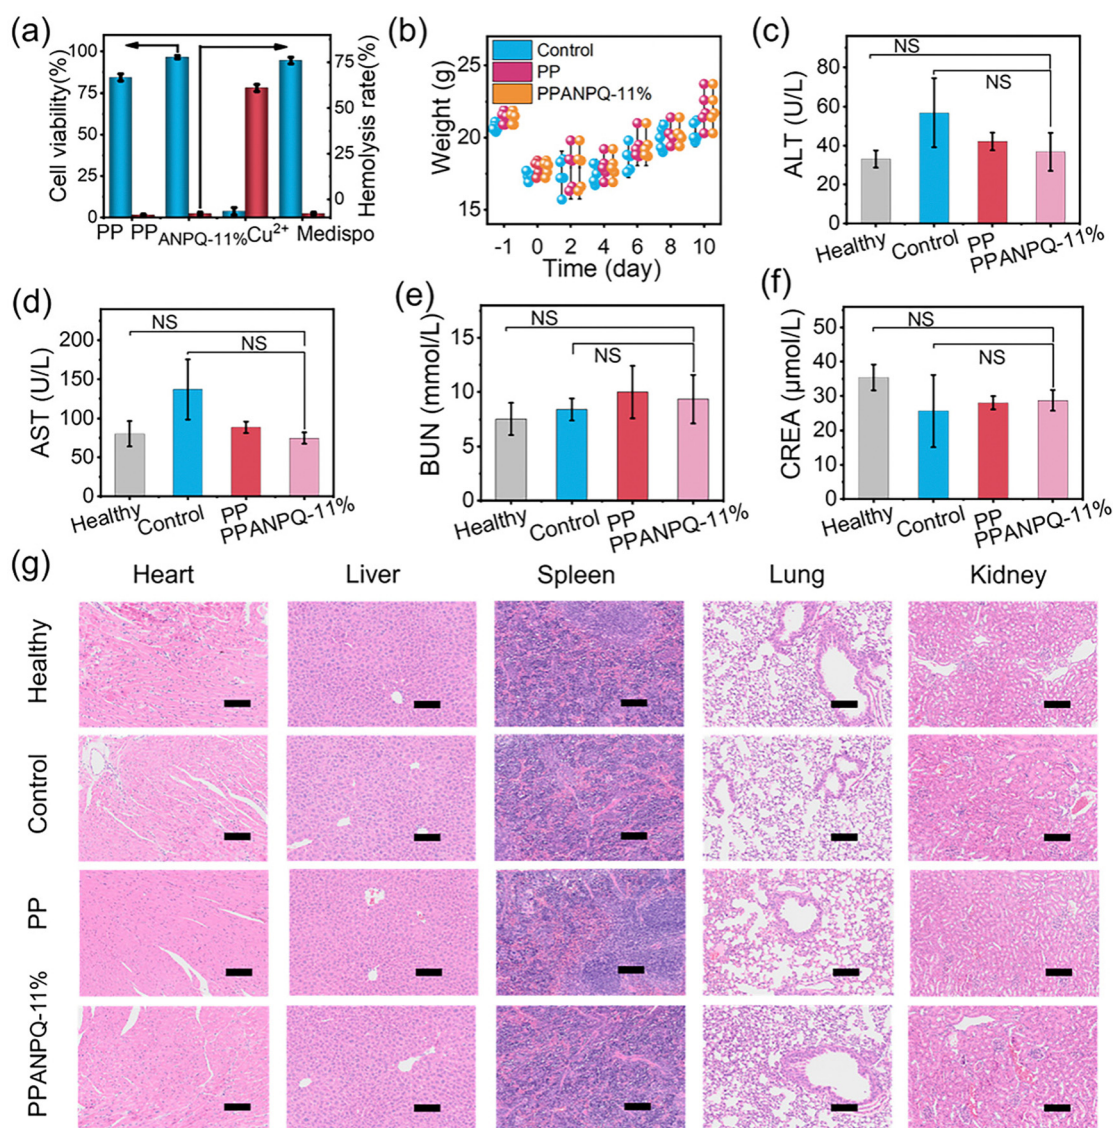 (a)
Cell viability(%)
100
75
50
25
0
Hemolysis rate(%)
75
50
25
0
PP PP ANPQ-11% Cu²⁺ Medispo
(b)
Weight (g)
25
20
15
Control
PP
PPANPQ-11%
-1 0 2 4 6 8 10
Time (day)
(c)
ALT (U/L)
80
60
40
20
0
NS
NS
Healthy Control PP PPANPQ-11%
(d)
AST (U/L)
200
150
100
50
0
NS
NS
Healthy Control PP PPANPQ-11%
(e)
BUN (mmol/L)
15
10
5
0
NS
NS
Healthy Control PP PPANPQ-11%
(f)
CREA (μmol/L)
50
40
30
20
10
0
NS
NS
Healthy Control PP PPANPQ-11%
(g)
Heart Liver Spleen Lung Kidney
Healthy
Control
PP
PPANPQ-11%